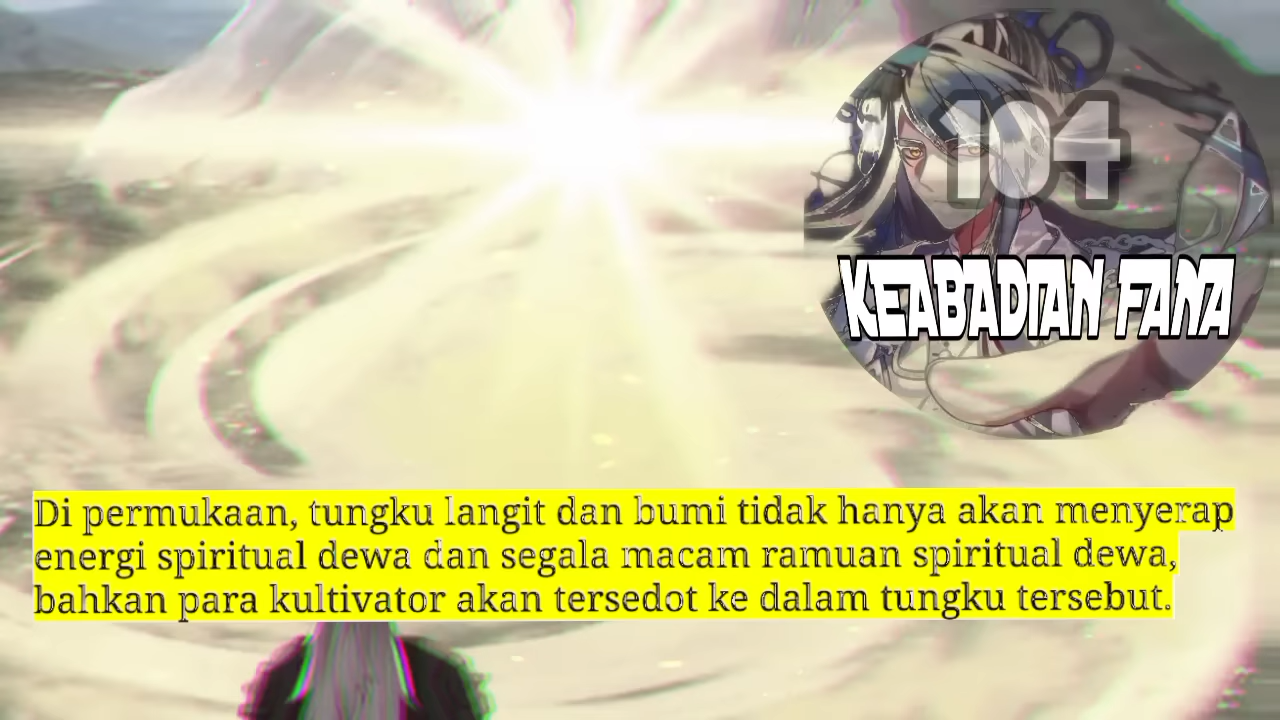 104
KEABADIAN FANA
Di permukaan, tungku langit dan bumi tidak hanya akan menyerap
energi spiritual dewa dan segala macam ramuan spiritual dewa,
bahkan para kultivator akan tersedot ke dalam tungku tersebut.